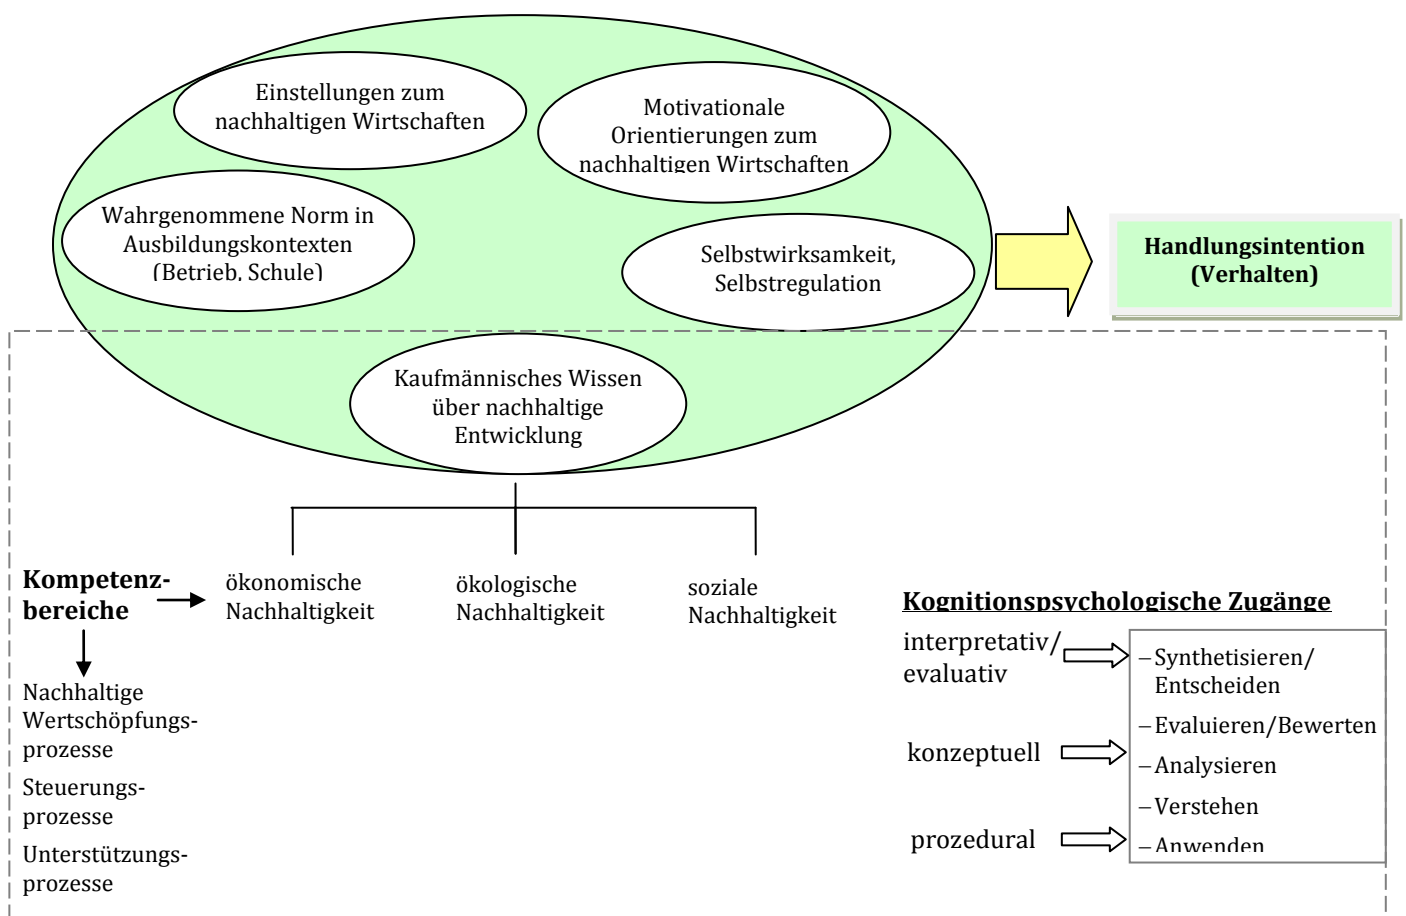 Einstellungen zum
nachhaltigen Wirtschaften
Motivationale
Orientierungen zum
nachhaltigen Wirtschaften
Wahrgenommene Norm in
Ausbildungskontexten
(Betrieb, Schule)
Selbstwirksamkeit,
Selbstregulation
Handlungsintention
(Verhalten)
Kaufmännisches Wissen
über nachhaltige
Entwicklung
Kompetenz-
bereiche
ökonomische
Nachhaltigkeit
ökologische
Nachhaltigkeit
soziale
Nachhaltigkeit
Nachhaltige
Wertschöpfungs-
prozesse
Steuerungs-
prozesse
Unterstützungs-
prozesse
Kognitionspsychologische Zugänge
interpretativ/
evaluativ
konzeptuell
prozedural
–Synthetisieren/
Entscheiden
–Evaluieren/Bewerten
–Analysieren
–Verstehen
–Anwenden